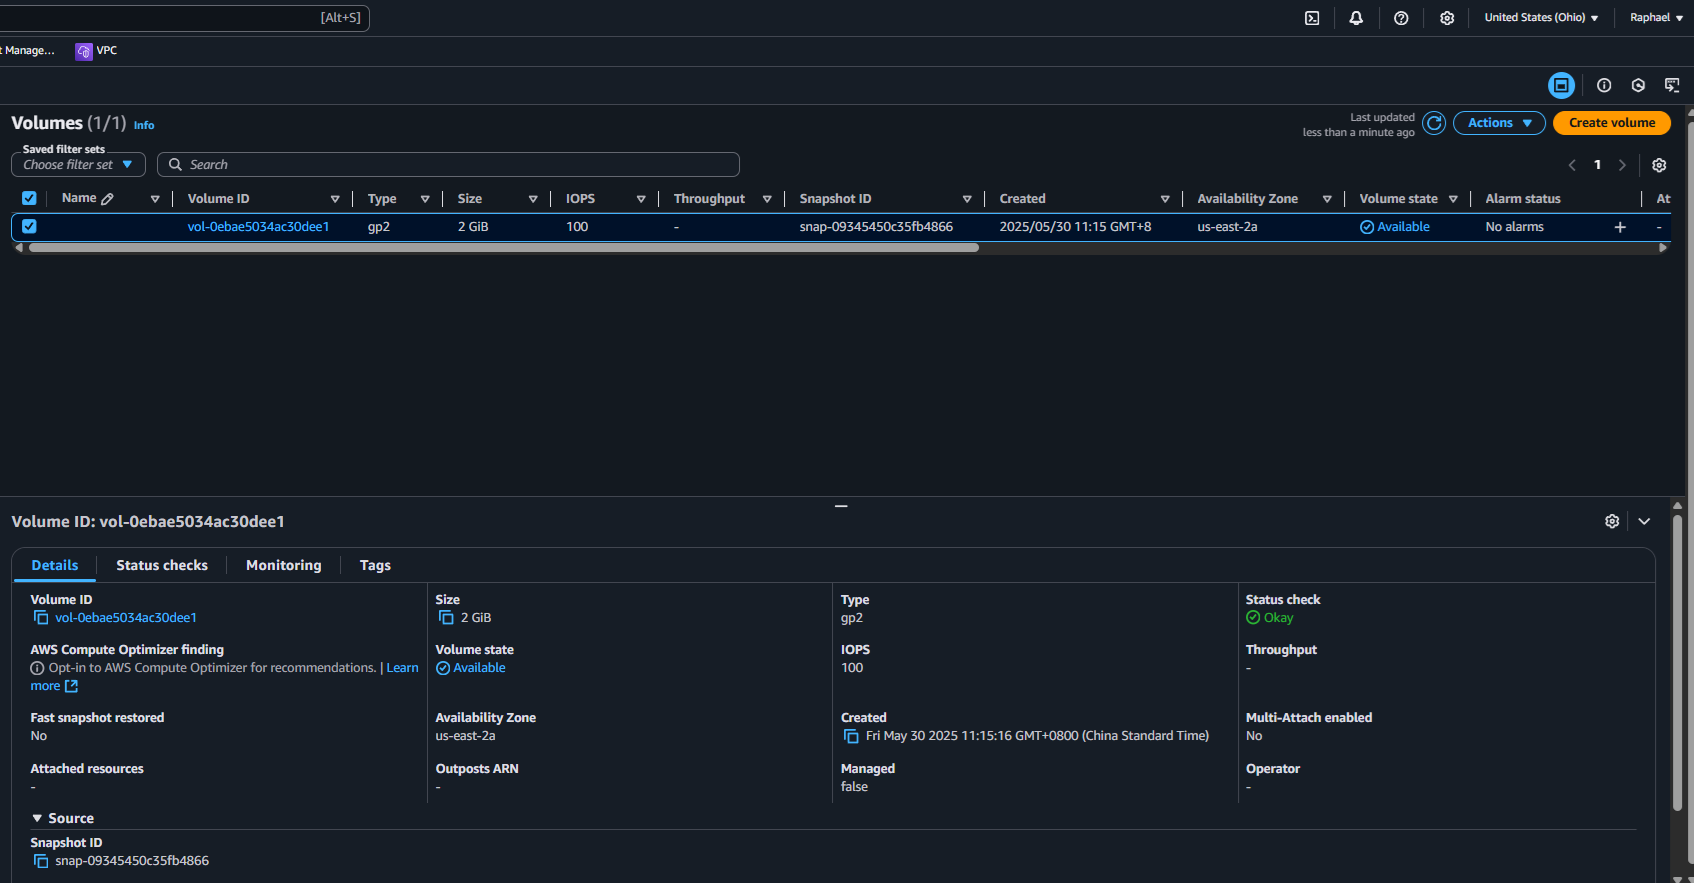 [Alt+S]
United States (Ohio)
Raphael
t Manage...
VPC
Volumes (1/1) Info
Last updated
less than a minute ago
Actions
Create volume
Saved filter sets
Choose filter set
Search
1
Name
Volume ID
Type
Size
IOPS
Throughput
Snapshot ID
Created
Availability Zone
Volume state
Alarm status
At
vol-0ebae5034ac30dee1
gp2
2 GiB
100
-
snap-09345450c35fb4866
2025/05/30 11:15 GMT+8
us-east-2a
Available
No alarms
+
-
Volume ID: vol-0ebae5034ac30dee1
Details
Status checks
Monitoring
Tags
Volume ID
vol-0ebae5034ac30dee1
Size
2 GiB
Type
gp2
Status check
Okay
AWS Compute Optimizer finding
Opt-in to AWS Compute Optimizer for recommendations. | Learn
more
Volume state
Available
IOPS
100
Throughput
-
Fast snapshot restored
No
Availability Zone
us-east-2a
Created
Fri May 30 2025 11:15:16 GMT+0800 (China Standard Time)
Multi-Attach enabled
No
Attached resources
-
Outposts ARN
-
Managed
false
Operator
-
Source
Snapshot ID
snap-09345450c35fb4866